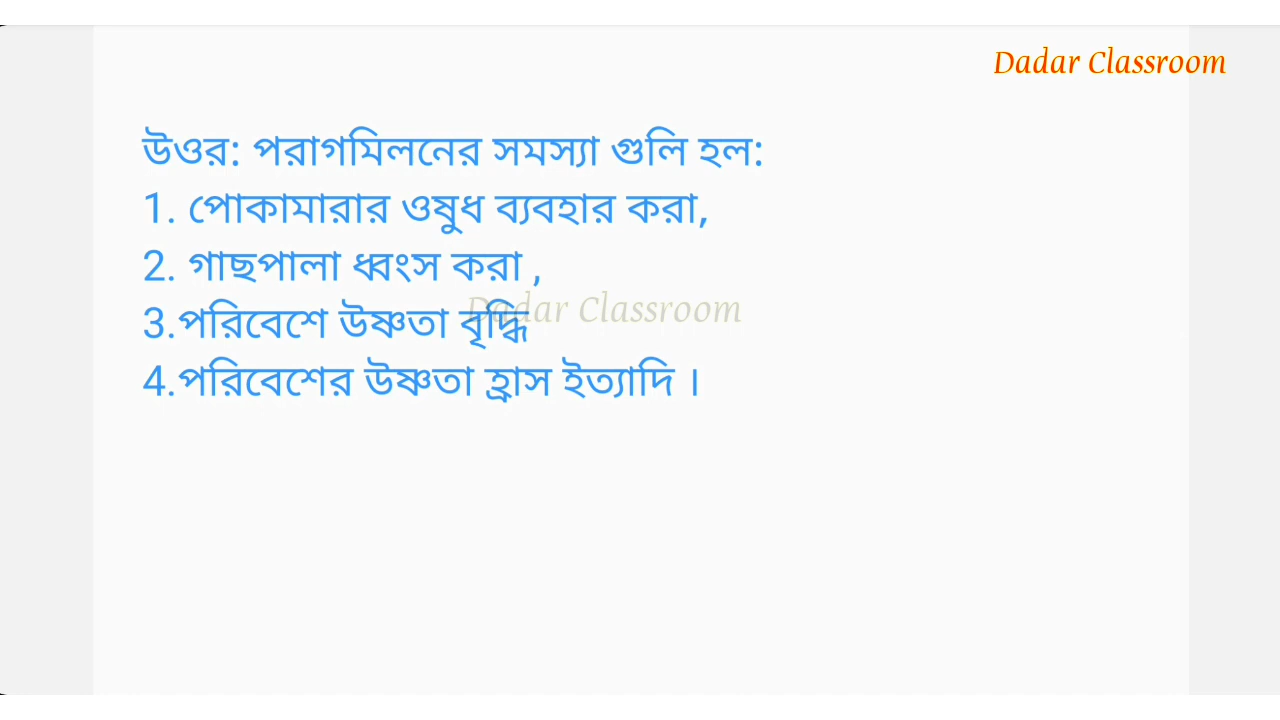 Dadar Classroom
উওর: পরাগমিলনের সমস্যা গুলি হল:
1. পোকামারার ওষুধ ব্যবহার করা,
2. গাছপালা ধ্বংস করা ,
Dadar Classroom
3.পরিবেশে উষ্ণতা বৃদ্ধি
4.পরিবেশের উষ্ণতা হ্রাস ইত্যাদি ।